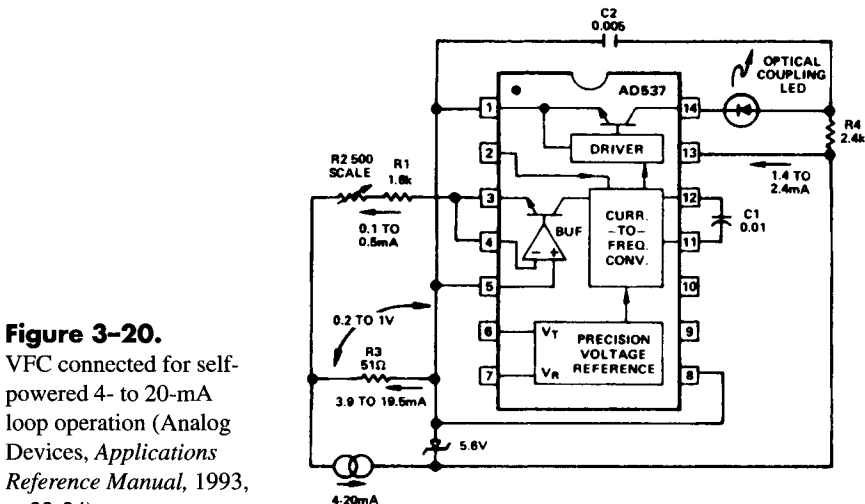 Figure 3–20.
VFC connected for self-
powered 4- to 20-mA
loop operation (Analog
Devices, Applications
Reference Manual, 1993,
C2
0.005
OPTICAL
COUPLING
LED
AD537
1
14
R4
2.4k
DRIVER
2
13
1.4 TO
2.4mA
R2 500
SCALE
R1
1.8k
3
12
0.1 TO
0.5mA
BUF
CURR.
–TO–
FREQ.
CONV.
C1
0.01
4
11
– +
5
10
0.2 TO 1V
6
VT
PRECISION
VOLTAGE
REFERENCE
9
R3
51Ω
7
VR
8
3.9 TO 19.5mA
5.6V
4-20mA